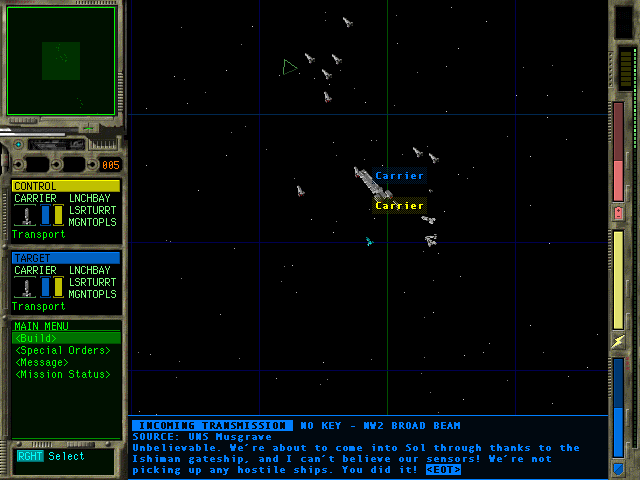 005
CONTROL
CARRIER LNCHBAY
LSRTURRT
MGNTOPLS
Transport
TARGET
CARRIER LNCHBAY
LSRTURRT
MGNTOPLS
Transport
MAIN MENU
<Build>
<Special Orders>
<Message>
<Mission Status>
RGHT Select
Carrier
Carrier
INCOMING TRANSMISSION NO KEY - NW2 BROAD BEAM
SOURCE: UNS Musgrave
Unbelievable. We're about to come into Sol through thanks to the
Ishiman gateship, and I can't believe our sensors! We're not
picking up any hostile ships. You did it! <EOT>